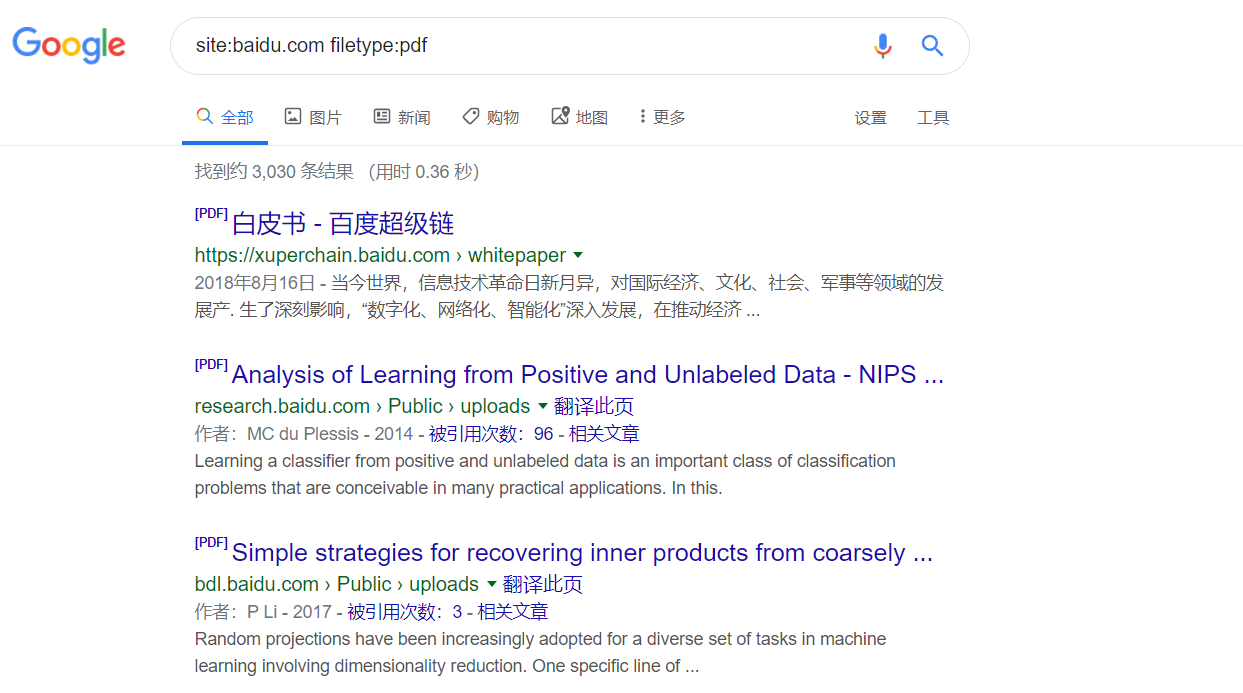 Google
site:baidu.com filetype:pdf
全部 图片 新闻 购物 地图 更多 设置 工具
找到约 3,030 条结果 （用时 0.36 秒）
[PDF] 白皮书 - 百度超级链
https://xuperchain.baidu.com › whitepaper
2018年8月16日 - 当今世界，信息技术革命日新月异，对国际经济、文化、社会、军事等领域的发
展产. 生了深刻影响，“数字化、网络化、智能化”深入发展，在推动经济 ...
[PDF] Analysis of Learning from Positive and Unlabeled Data - NIPS ...
research.baidu.com › Public › uploads 翻译此页
作者：MC du Plessis - 2014 - 被引用次数：96 - 相关文章
Learning a classifier from positive and unlabeled data is an important class of classification
problems that are conceivable in many practical applications. In this.
[PDF] Simple strategies for recovering inner products from coarsely ...
bdl.baidu.com › Public › uploads 翻译此页
作者：P Li - 2017 - 被引用次数：3 - 相关文章
Random projections have been increasingly adopted for a diverse set of tasks in machine
learning involving dimensionality reduction. One specific line of ...